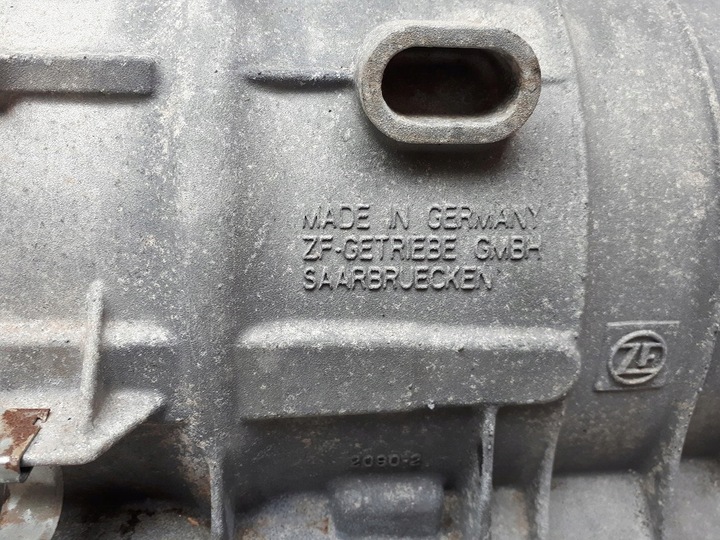 MADE IN GERMANY
ZF-GETRIEBE GMBH
SAARBRUECKEN
ZF
2090-2